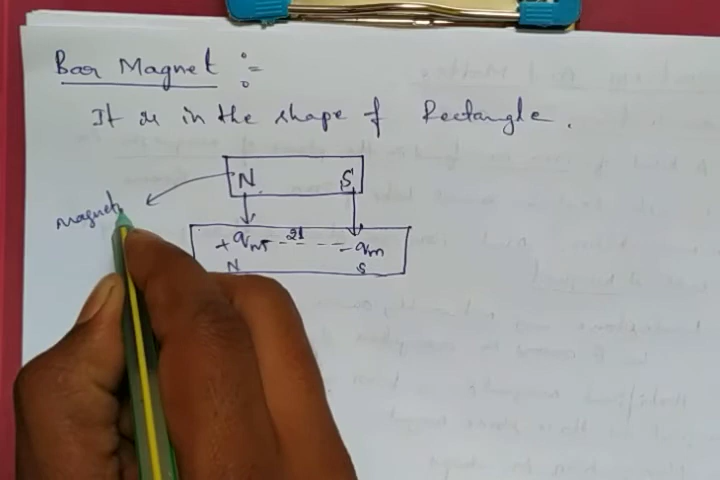 Bar Magnet :=
It is in the shape of Rectangle.
N S
Magnet
+qm 2l -qm
N S